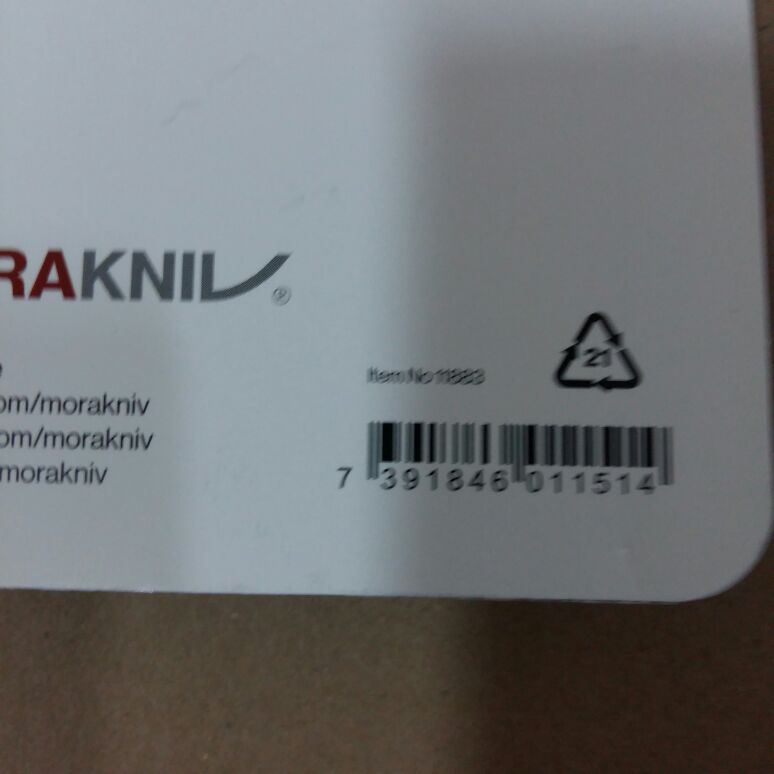 RAKNIV®
21
Item No 11883
om/morakniv
om/morakniv
morakniv
7 391846 011514